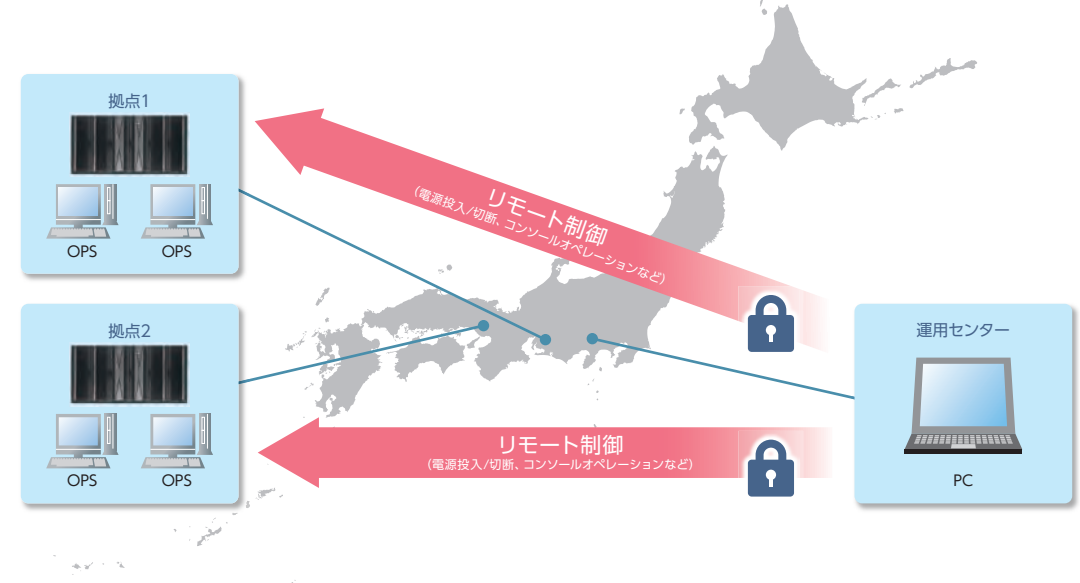 拠点1
OPS
OPS
リモート制御
(電源投入/切断、コンソールオペレーションなど)
拠点2
OPS
OPS
リモート制御
(電源投入/切断、コンソールオペレーションなど)
運用センター
PC